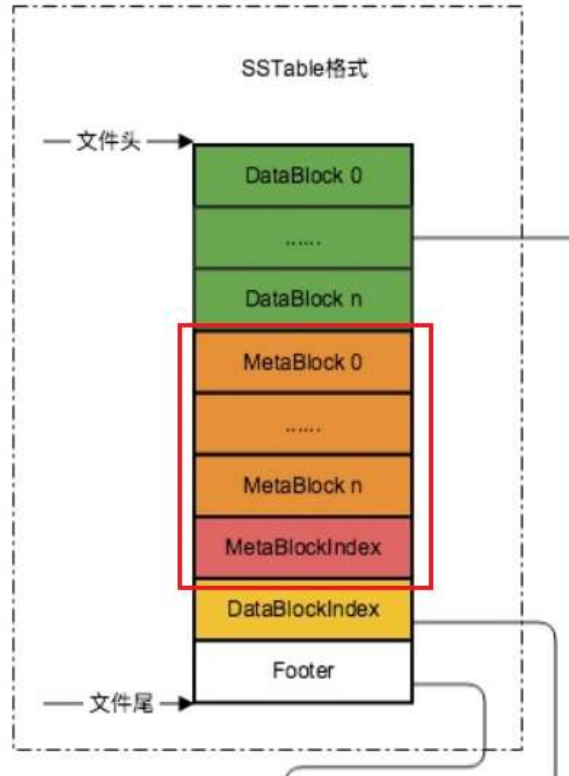 SSTable格式
文件头
DataBlock 0
......
DataBlock n
MetaBlock 0
......
MetaBlock n
MetaBlockIndex
DataBlockIndex
Footer
文件尾